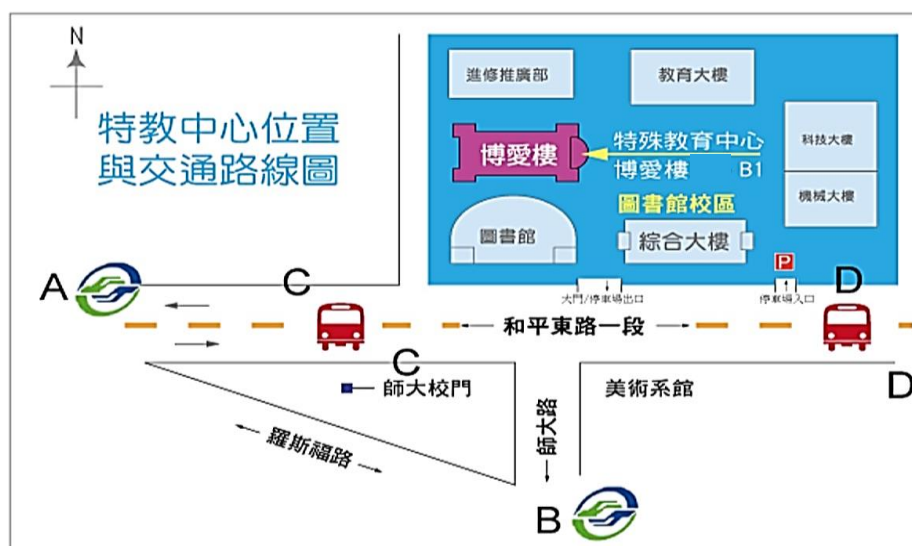 N
特教中心位置
與交通路線圖
進修推廣部
教育大樓
博愛樓
特殊教育中心
博愛樓 B1
科技大樓
機械大樓
圖書館校區
圖書館
綜合大樓
P
大門/停車場出口
停車場入口
A
C
D
和平東路一段
C
D
師大校門
美術系館
師大路
羅斯福路
B